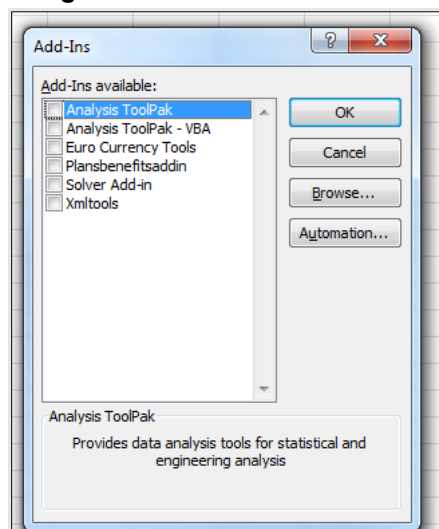 Add-Ins
Add-Ins available:
Analysis ToolPak
Analysis ToolPak - VBA
Euro Currency Tools
Plansbenefitsaddin
Solver Add-in
Xmltools
OK
Cancel
Browse...
Automation...
Analysis ToolPak
Provides data analysis tools for statistical and
engineering analysis